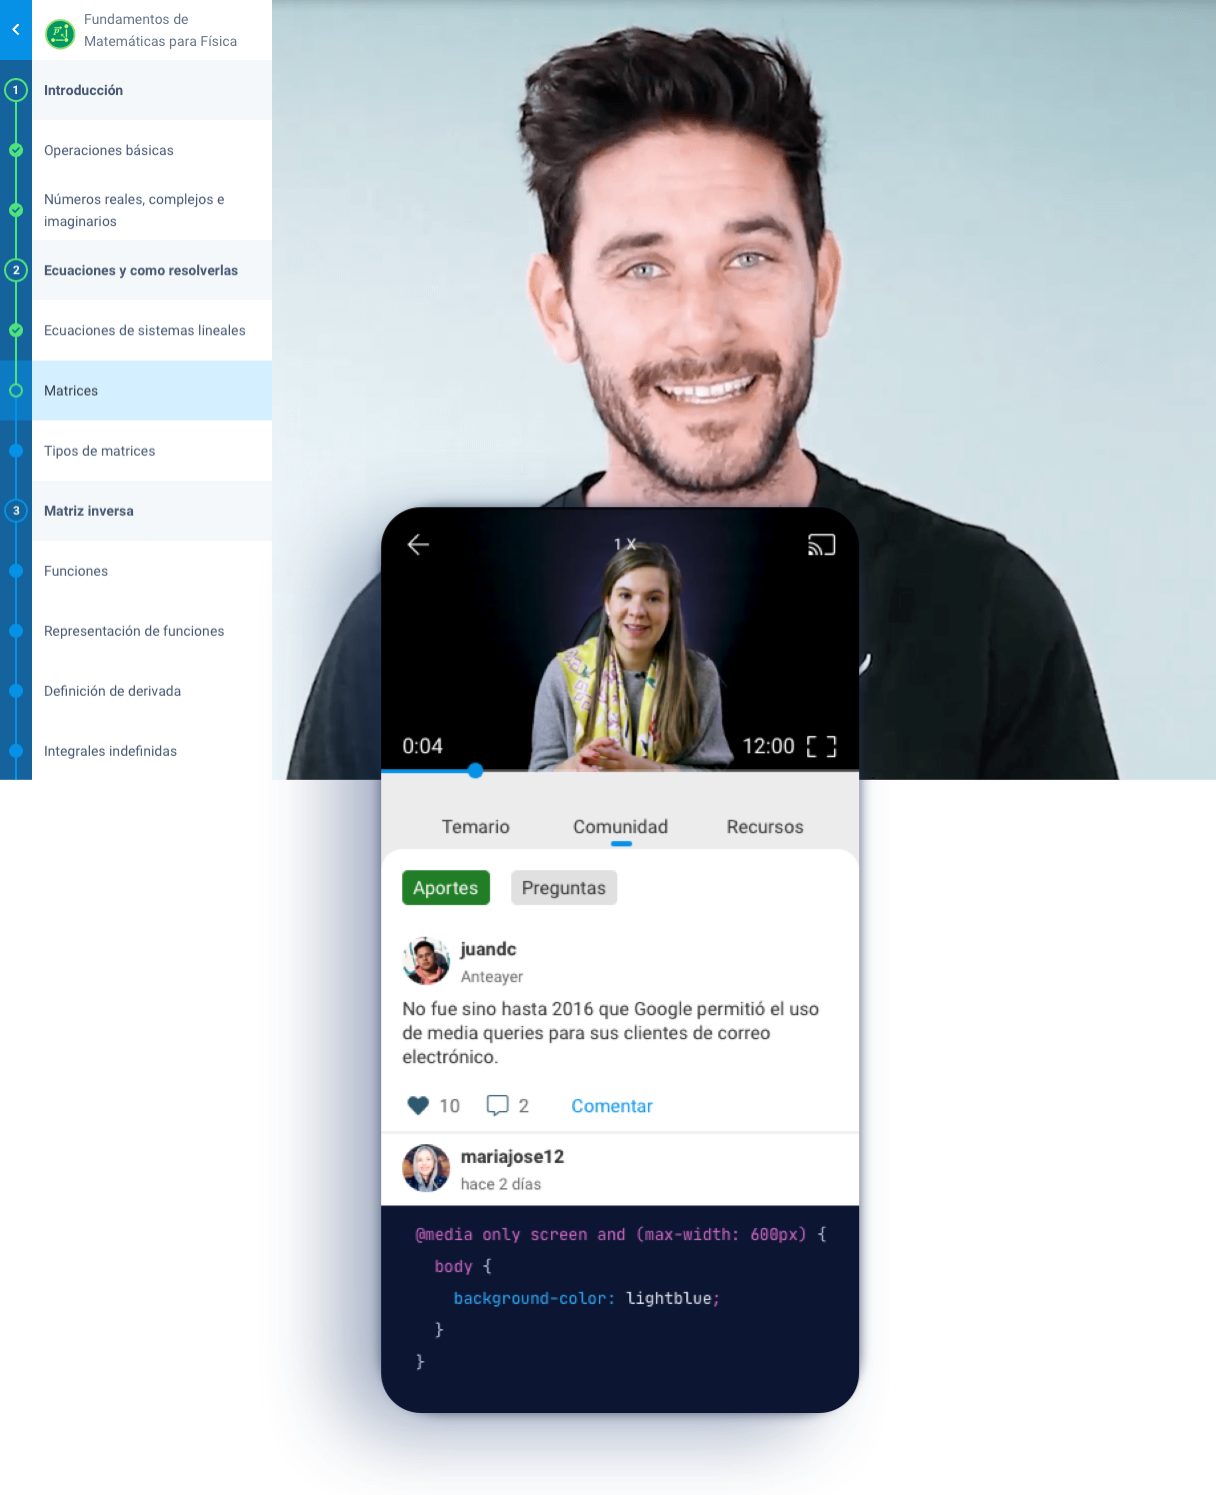 Fundamentos de
Matemáticas para Física
1
Introducción
Operaciones básicas
Números reales, complejos e
imaginarios
2
Ecuaciones y como resolverlas
Ecuaciones de sistemas lineales
Matrices
Tipos de matrices
3
Matriz inversa
Funciones
Representación de funciones
Definición de derivada
Integrales indefinidas
1 X
0:04
12:00
Temario
Comunidad
Recursos
Aportes
Preguntas
juandc
Anteayer
No fue sino hasta 2016 que Google permitió el uso
de media queries para sus clientes de correo
electrónico.
10
2
Comentar
mariajose12
hace 2 días
@media only screen and (max-width: 600px) {
body {
background-color: lightblue;
}
}